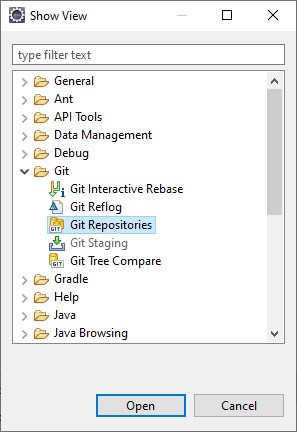 Show View
type filter text
General
Ant
API Tools
Data Management
Debug
Git
Git Interactive Rebase
Git Reflog
Git Repositories
Git Staging
Git Tree Compare
Gradle
Help
Java
Java Browsing
Open Cancel